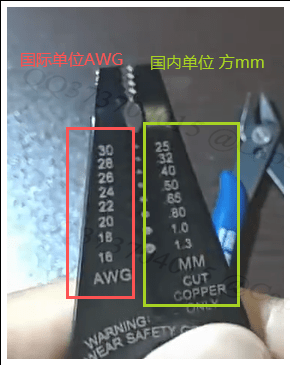 国际单位AWG
国内单位 方mm
30
28
26
24
22
20
18
16
AWG
.25
.32
.40
.50
.65
.80
1.0
1.3
MM
CUT
COPPER
ONLY
WARNING:
WEAR SAFETY